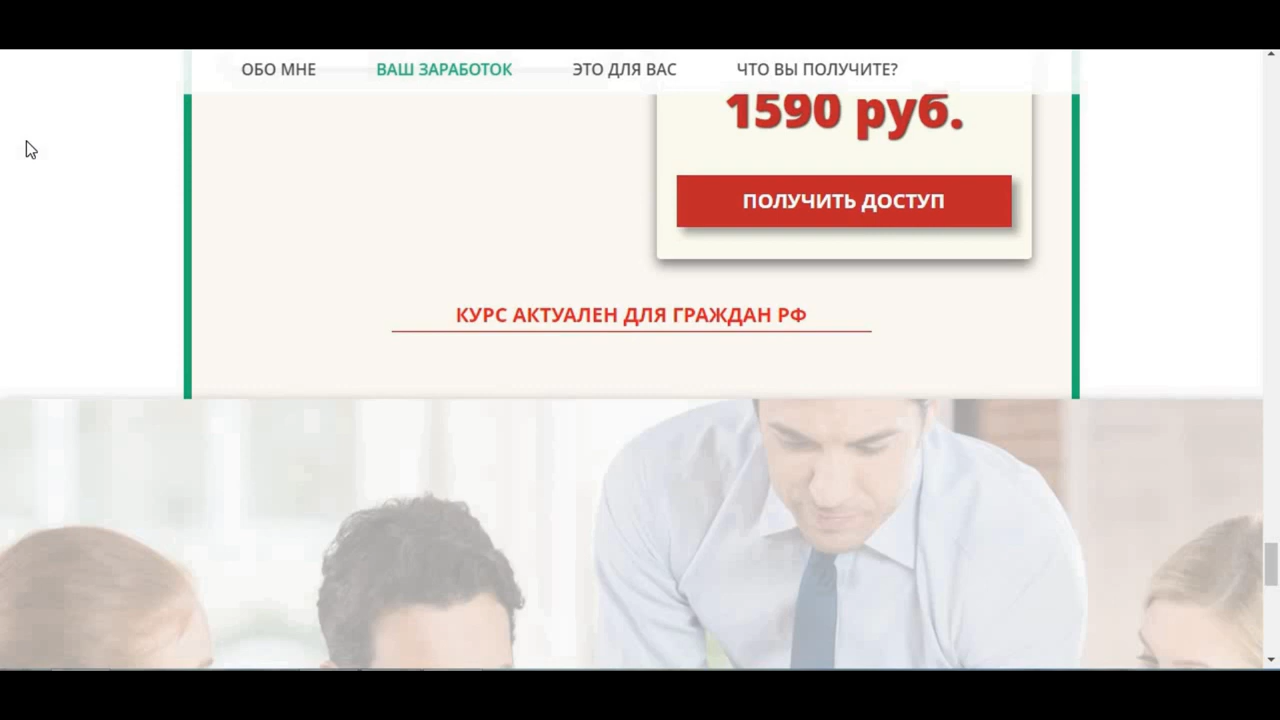 ОБО МНЕ ВАШ ЗАРАБОТОК ЭТО ДЛЯ ВАС ЧТО ВЫ ПОЛУЧИТЕ?
1590 руб.
ПОЛУЧИТЬ ДОСТУП
КУРС АКТУАЛЕН ДЛЯ ГРАЖДАН РФ